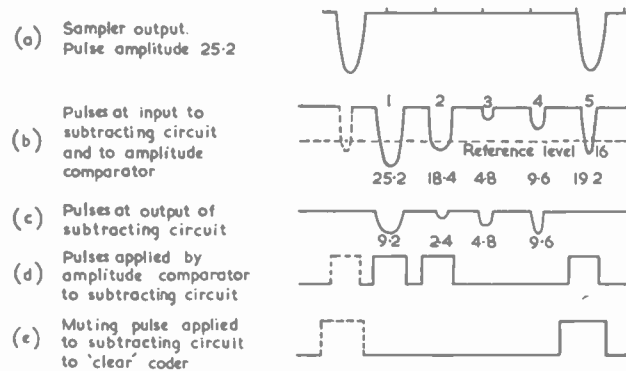 (a) Sampler output.
Pulse amplitude 25·2
(b) Pulses at input to
subtracting circuit
and to amplitude
comparator
1 2 3 4 5
Reference level 16
25·2 18·4 4·8 9·6 19·2
(c) Pulses at output of
subtracting circuit
9·2 2·4 4·8 9·6
(d) Pulses applied by
amplitude comparator
to subtracting circuit
(e) Muting pulse applied
to subtracting circuit
to 'clear' coder